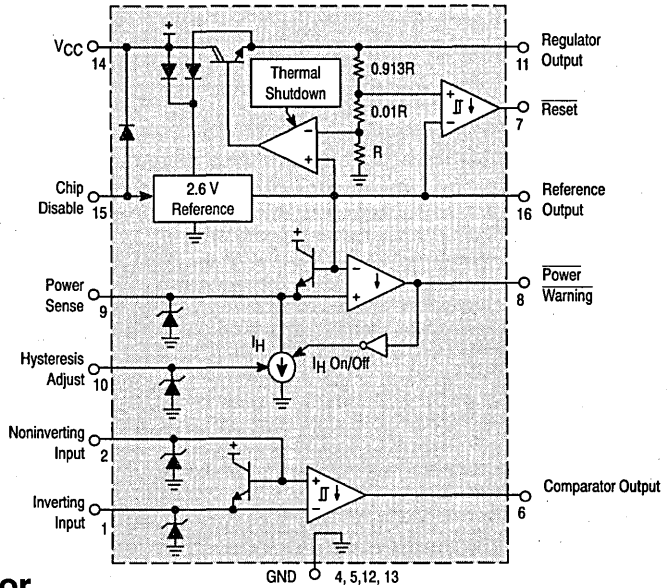 VCC
14
+
Regulator
Output
11
0.913R
Thermal
Shutdown
0.01R
R
+
−
Reset
7
−
+
Chip
Disable
15
2.6 V
Reference
Reference
Output
16
+
Power
Sense
9
−
+
Power
Warning
8
IH
IH On/Off
Hysteresis
Adjust
10
Noninverting
Input
2
+
+
−
Comparator Output
6
Inverting
Input
1
GND
4, 5,12, 13
or